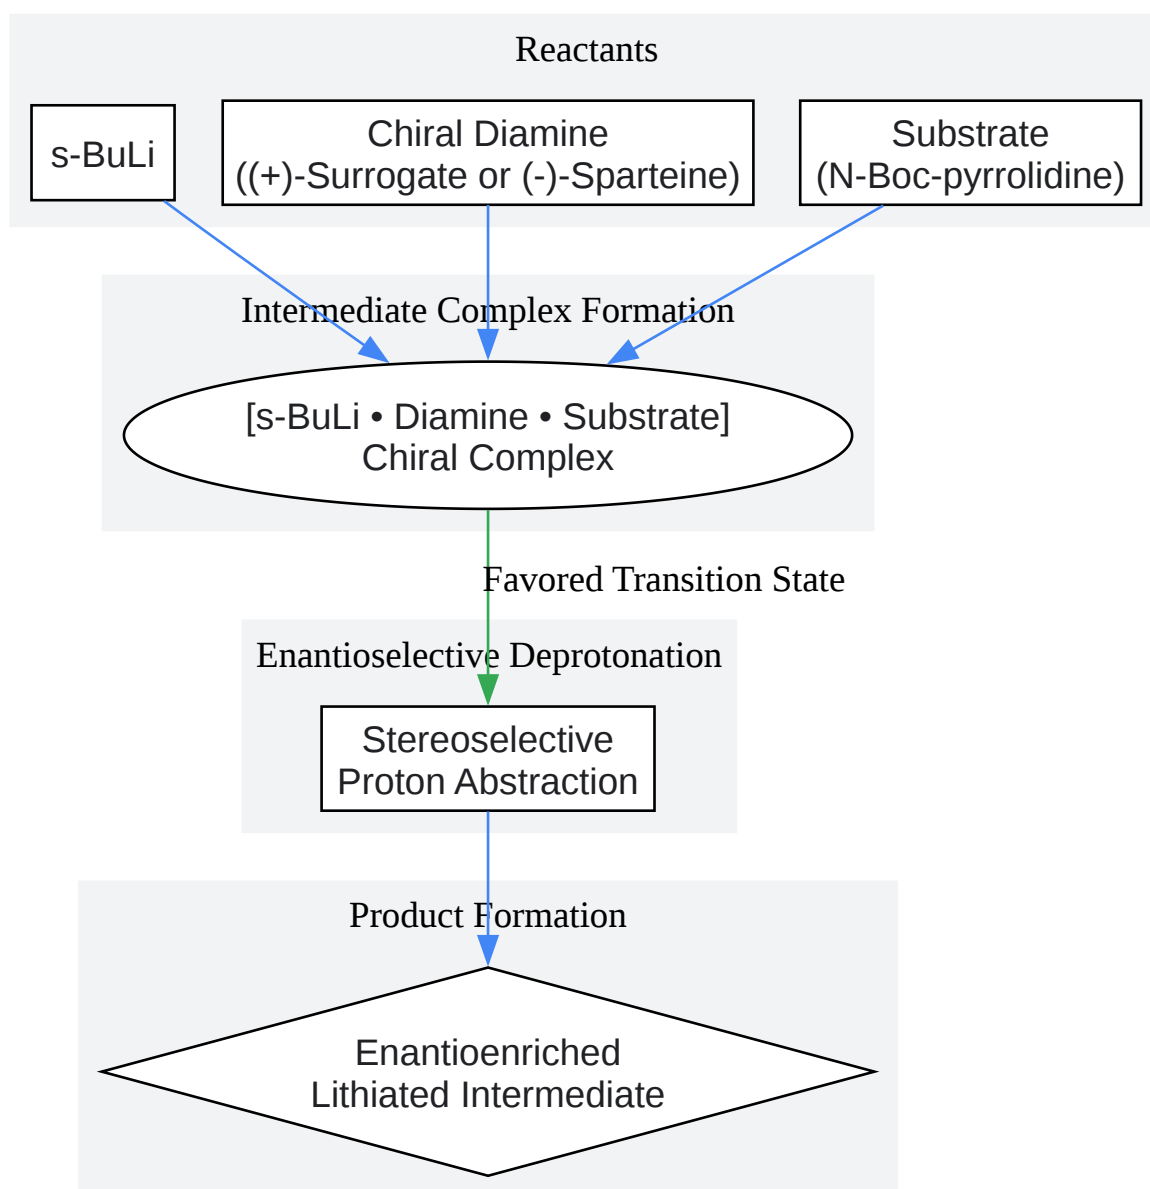 Reactants
s-BuLi
Chiral Diamine
((+)-Surrogate or (-)-Sparteine)
Substrate
(N-Boc-pyrrolidine)
Intermediate Complex Formation
[s-BuLi • Diamine • Substrate]
Chiral Complex
Favored Transition State
Enantioselective Deprotonation
Stereoselective
Proton Abstraction
Product Formation
Enantioenriched
Lithiated Intermediate